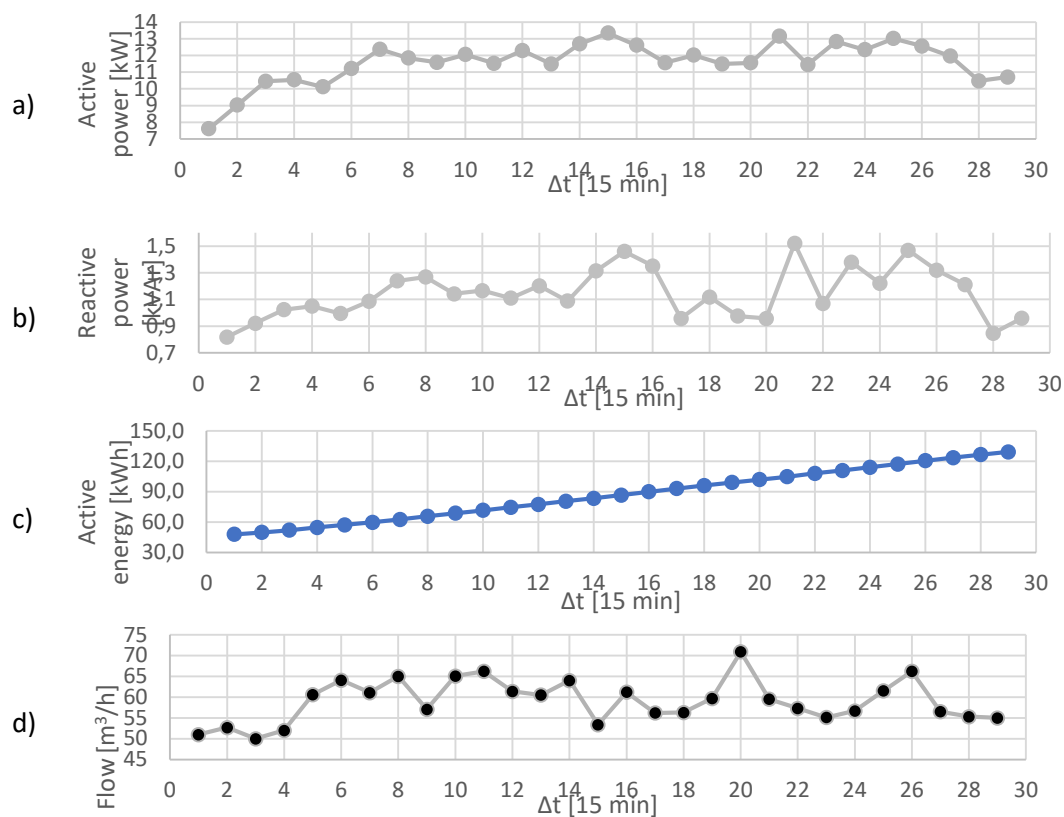 a)
Active
power [kW]
14
13
12
11
10
9
8
7
0 2 4 6 8 10 12 14 16 18 20 22 24 26 28 30
Δt [15 min]
b)
Reactive
power
[kVAr]
1,5
1,3
1,1
0,9
0,7
0 2 4 6 8 10 12 14 16 18 20 22 24 26 28 30
Δt [15 min]
c)
Active
energy [kWh]
150,0
120,0
90,0
60,0
30,0
0 2 4 6 8 10 12 14 16 18 20 22 24 26 28 30
Δt [15 min]
d)
Flow [m³/h]
75
70
65
60
55
50
45
0 2 4 6 8 10 12 14 16 18 20 22 24 26 28 30
Δt [15 min]